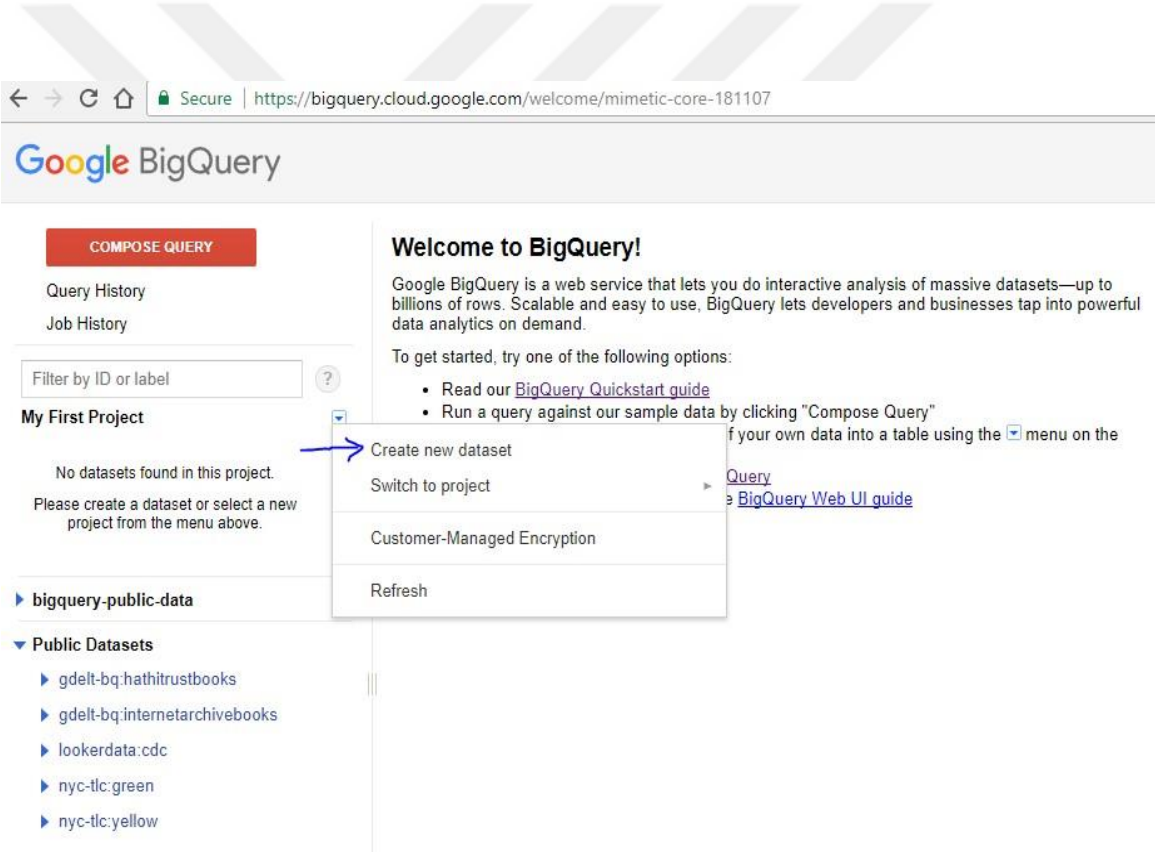 Secure | https://bigquery.cloud.google.com/welcome/mimetic-core-181107
Google BigQuery
COMPOSE QUERY
Query History
Job History
Filter by ID or label
?
My First Project
No datasets found in this project.
Please create a dataset or select a new
project from the menu above.
bigquery-public-data
Public Datasets
gdelt-bq:hathitrustbooks
gdelt-bq:internetarchivebooks
lookerdata:cdc
nyc-tlc:green
nyc-tlc:yellow
Welcome to BigQuery!
Google BigQuery is a web service that lets you do interactive analysis of massive datasets—up to
billions of rows. Scalable and easy to use, BigQuery lets developers and businesses tap into powerful
data analytics on demand.
To get started, try one of the following options:
• Read our BigQuery Quickstart guide
• Run a query against our sample data by clicking "Compose Query"
f your own data into a table using the menu on the
Query
BigQuery Web UI guide
Create new dataset
Switch to project
Customer-Managed Encryption
Refresh